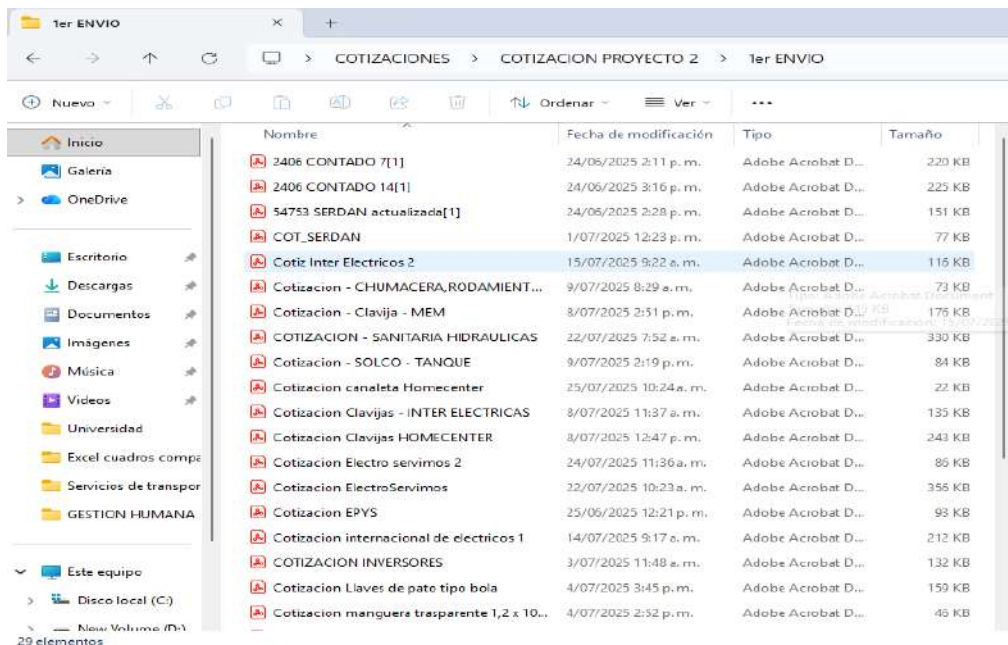 1er ENVIO
COTIZACIONES > COTIZACION PROYECTO 2 > 1er ENVIO
Nuevo Ordenar Ver ...
Nombre Fecha de modificación Tipo Tamaño
Inicio
Galería
OneDrive
Escritorio
Descargas
Documentos
Imágenes
Música
Videos
Universidad
Excel cuadros compa
Servicios de transpor
GESTION HUMANA
Este equipo
Disco local (C:)
New Volume (D:)
2406 CONTADO 7[1] 24/06/2025 2:11 p. m. Adobe Acrobat D... 220 KB
2406 CONTADO 14[1] 24/06/2025 3:16 p. m. Adobe Acrobat D... 225 KB
54753 SERDAN actualizada[1] 24/06/2025 2:28 p. m. Adobe Acrobat D... 151 KB
COT_SERDAN 1/07/2025 12:23 p. m. Adobe Acrobat D... 77 KB
Cotiz Inter Electricos 2 15/07/2025 9:22 a. m. Adobe Acrobat D... 116 KB
Cotizacion - CHUMACERA,RODAMIENT... 9/07/2025 8:29 a. m. Adobe Acrobat D... 73 KB
Cotizacion - Clavija - MEM 8/07/2025 2:51 p. m. Adobe Acrobat D... 176 KB
COTIZACION - SANITARIA HIDRAULICAS 22/07/2025 7:52 a. m. Adobe Acrobat D... 330 KB
Cotizacion - SOLCO - TANQUE 9/07/2025 2:19 p. m. Adobe Acrobat D... 84 KB
Cotizacion canaleta Homecenter 25/07/2025 10:24 a. m. Adobe Acrobat D... 22 KB
Cotizacion Clavijas - INTER ELECTRICAS 8/07/2025 11:37 a. m. Adobe Acrobat D... 135 KB
Cotizacion Clavijas HOMECENTER 8/07/2025 12:47 p. m. Adobe Acrobat D... 243 KB
Cotizacion Electro servimos 2 24/07/2025 11:36 a. m. Adobe Acrobat D... 86 KB
Cotizacion ElectroServimos 22/07/2025 10:23 a. m. Adobe Acrobat D... 356 KB
Cotizacion EPYS 25/06/2025 12:21 p. m. Adobe Acrobat D... 93 KB
Cotizacion internacional de electricos 1 14/07/2025 9:17 a. m. Adobe Acrobat D... 212 KB
COTIZACION INVERSORES 3/07/2025 11:48 a. m. Adobe Acrobat D... 132 KB
Cotizacion Llaves de pato tipo bola 4/07/2025 3:45 p. m. Adobe Acrobat D... 159 KB
Cotizacion manguera trasparente 1,2 x 10... 4/07/2025 2:52 p. m. Adobe Acrobat D... 46 KB
29 elementos